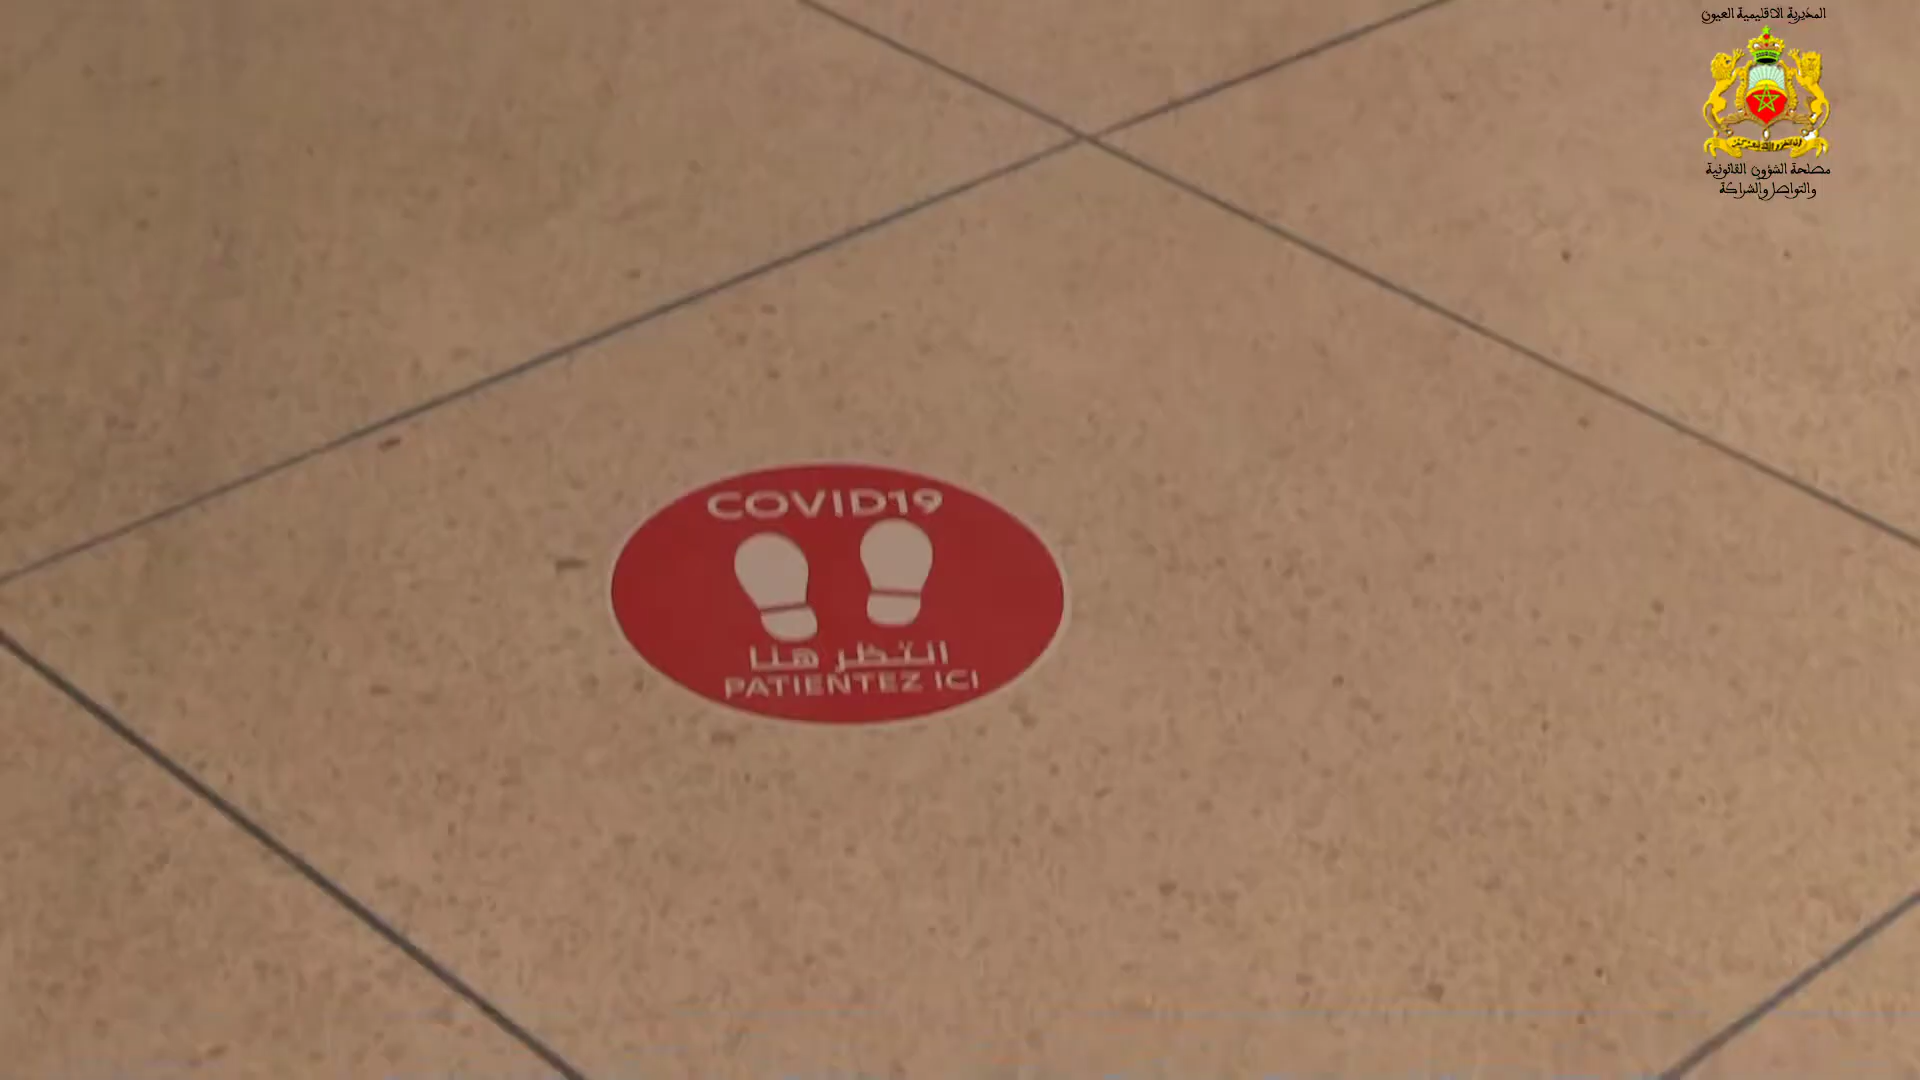 المديرية الاقليمية العيون
مصلحة الشؤون القانونية
والتواصل والشراكة
COVID19
انتظر هنا
PATIENTEZ ICI